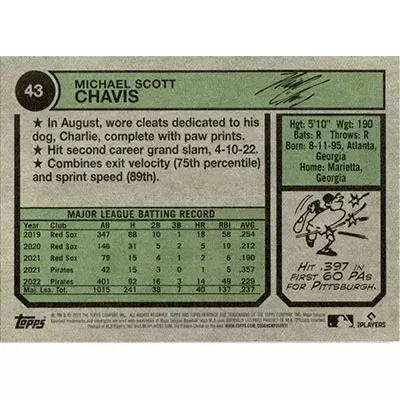 43
MICHAEL SCOTT
CHAVIS
★ In August, wore cleats dedicated to his
dog, Charlie, complete with paw prints.
★ Hit second career grand slam, 4-10-22.
★ Combines exit velocity (75th percentile)
and sprint speed (89th).
Hgt: 5'10" Wgt: 190
Bats: R Throws: R
Born: 8-11-95, Atlanta,
Georgia
Home: Marietta,
Georgia
MAJOR LEAGUE BATTING RECORD
Year Club AB H 2B 3B HR RBI AVG
2019 Red Sox 347 88 10 1 18 58 .254
2020 Red Sox 146 31 5 2 5 19 .212
2021 Red Sox 79 15 4 1 2 6 .190
2021 Pirates 42 15 3 1 5 .357
2022 Pirates 401 92 16 3 14 49 .229
Maj. Lea. Totals 1015 241 38 7 40 137 .237
HIT .397 IN
FIRST 60 PAs
FOR PITTSBURGH.
Topps
PLAYERS